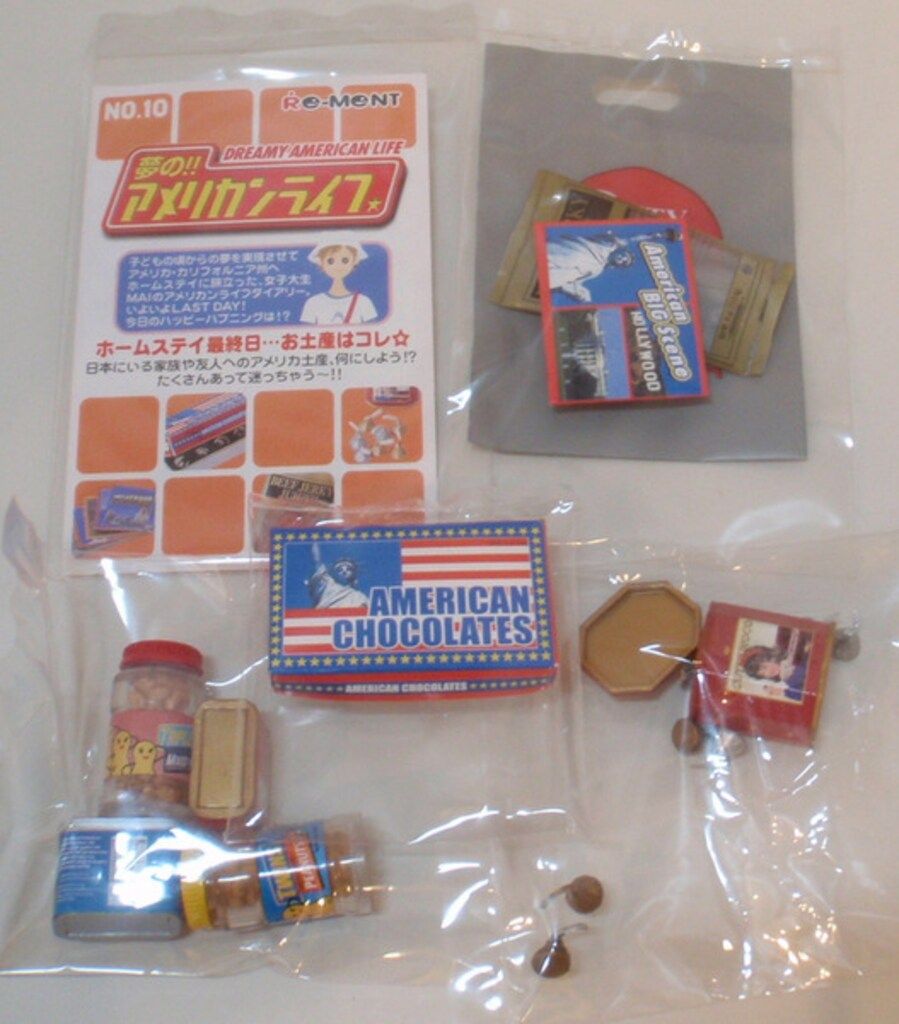 NO.10
RE-MENT
DREAMY AMERICAN LIFE
夢の!!
アメリカンライフ☆
子どもの頃からの夢を実現させて
アメリカ・カリフォルニア州へ
ホームステイに旅立った、女子大生
MAIのアメリカンライフダイアリー。
いよいよLAST DAY!
今日のハッピーハプニングは!?
ホームステイ最終日…お土産はコレ☆
日本にいる家族や友人へのアメリカ土産、何にしよう!?
たくさんあって迷っちゃう～!!
BEEF JERKY
American
BIG Scene
HOLLYWOOD
AMERICAN
CHOCOLATES
AMERICAN CHOCOLATES